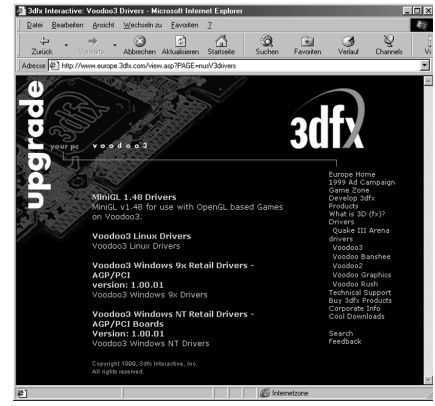 3dfx Interactive: Voodoo3 Drivers - Microsoft Internet Explorer
Datei Bearbeiten Ansicht Wechseln zu Favoriten ?
Zurück Vorwärts Abbrechen Aktualisieren Startseite Suchen Favoriten Verlauf Channels
Adresse http://www.europe.3dfx.com/view.asp?PAGE=nusV3drivers
upgrade
your pc voodoo3
3dfx
MiniGL 1.48 Drivers
MiniGL v1.48 for use with OpenGL based Games
on Voodoo3.
Voodoo3 Linux Drivers
Voodoo3 Linux Drivers
Voodoo3 Windows 9x Retail Drivers -
AGP/PCI
version: 1.00.01
Voodoo3 Windows 9x Drivers
Voodoo3 Windows NT Retail Drivers -
AGP/PCI Boards
Version: 1.00.01
Voodoo3 Windows NT Drivers
Copyright 1999, 3dfx Interactive, Inc.
All rights reserved.
Europe Home
1999 Ad Campaign
Game Zone
Develop 3dfx
Products
What is 3D {fx}?
Drivers
Quake III Arena
drivers
Voodoo3
Voodoo Banshee
Voodoo2
Voodoo Graphics
Voodoo Rush
Technical Support
Buy 3dfx Products
Corporate Info
Cool Downloads
Search
Feedback
Internetzone